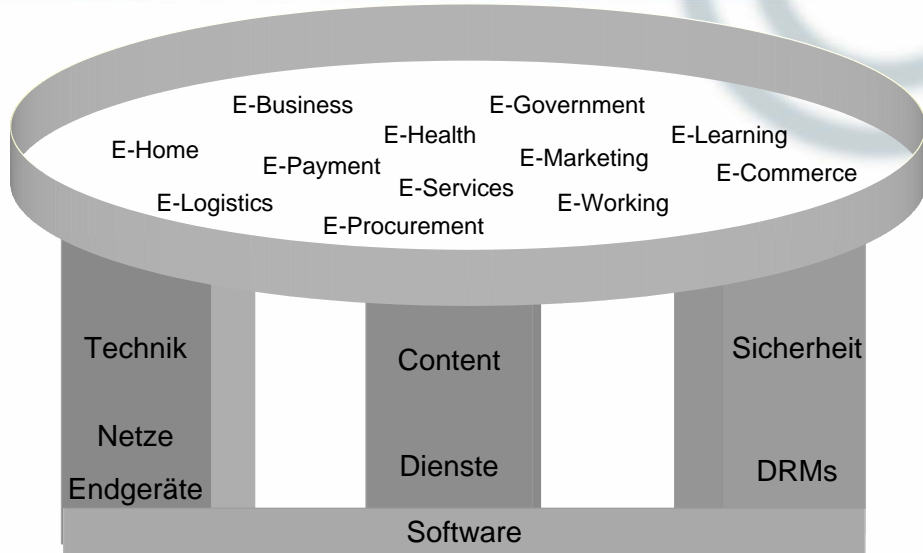 E-Business E-Government
E-Health E-Learning
E-Home E-Payment E-Marketing
E-Services E-Commerce
E-Logistics E-Working
E-Procurement
Technik Content Sicherheit
Netze
Dienste DRMs
Endgeräte
Software